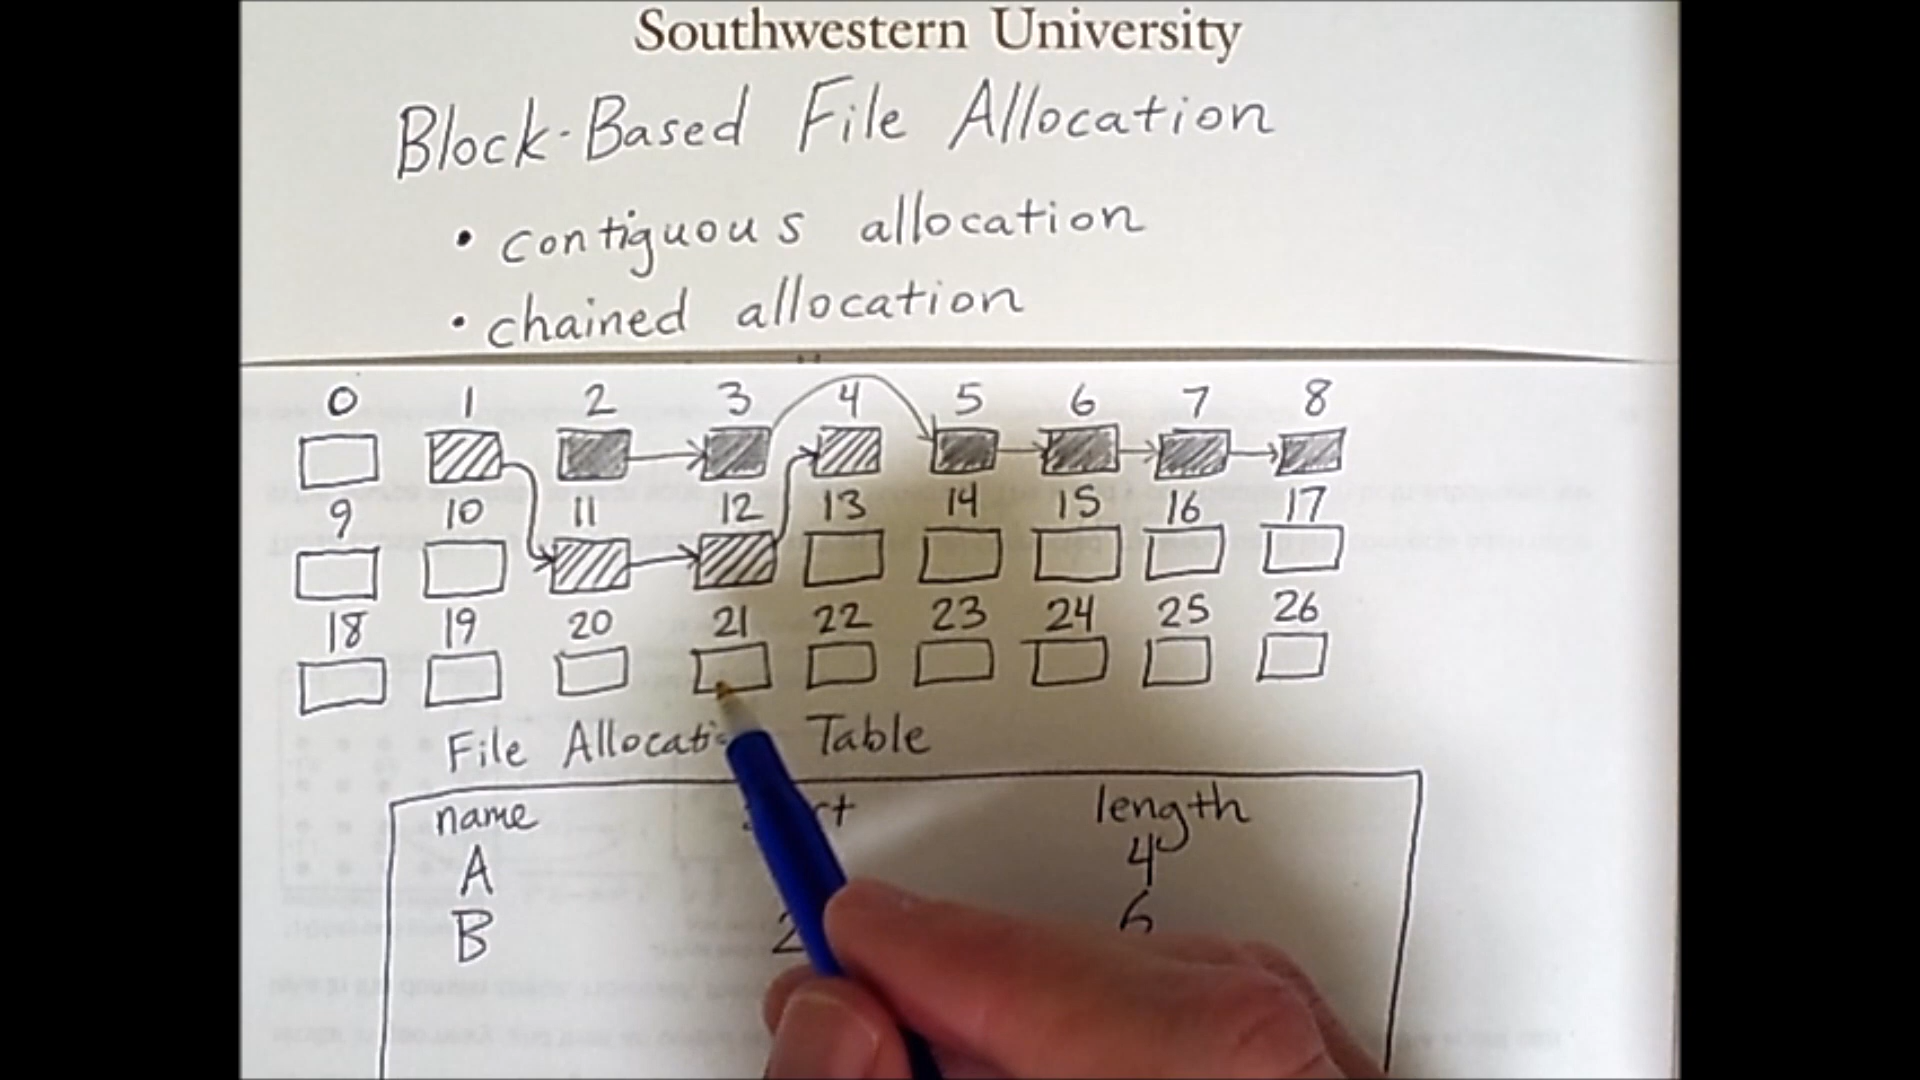 Southwestern University
Block-Based File Allocation
• contiguous allocation
• chained allocation
0 1 2 3 4 5 6 7 8
9 10 11 12 13 14 15 16 17
18 19 20 21 22 23 24 25 26
File Table
name length
A 4
B 2 6